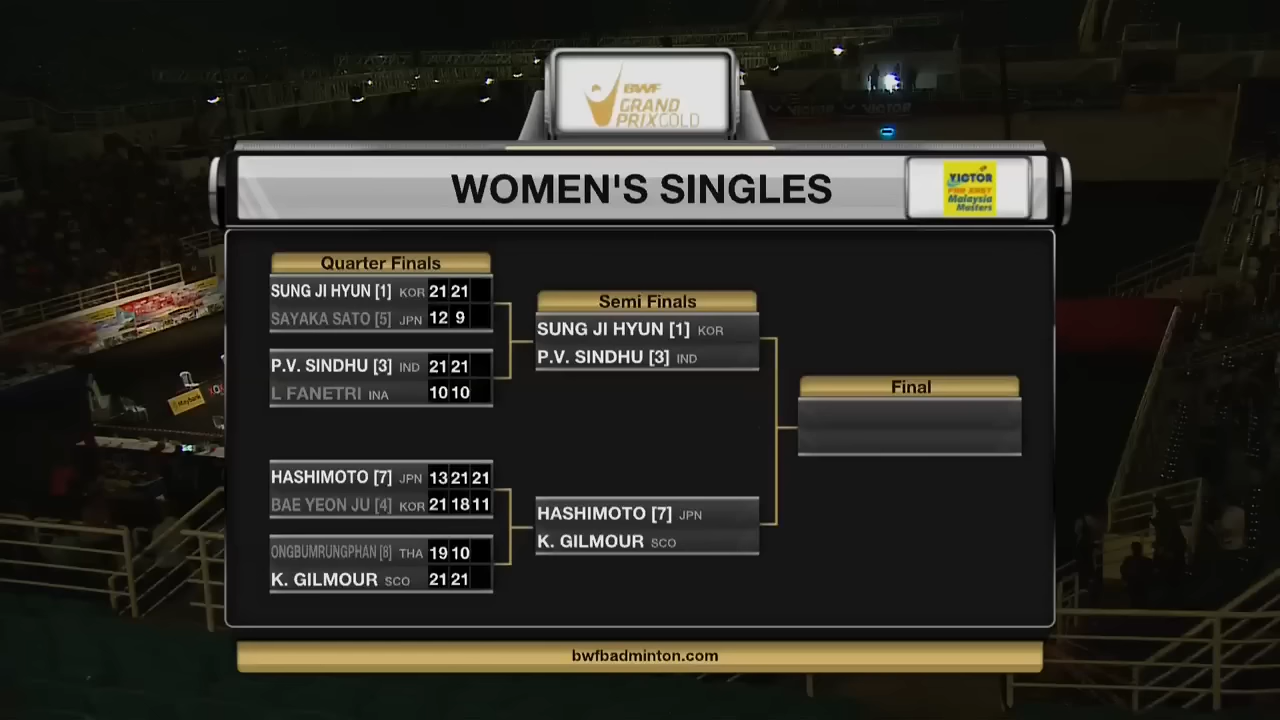 BWF
GRAND
PRIXGOLD
WOMEN'S SINGLES
VICTOR
Malaysia
Masters
Quarter Finals
SUNG JI HYUN [1] KOR 21 21
SAYAKA SATO [5] JPN 12 9
P.V. SINDHU [3] IND 21 21
L FANETRI INA 10 10
HASHIMOTO [7] JPN 13 21 21
BAE YEON JU [4] KOR 21 18 11
ONGBUMRUNGPHAN [8] THA 19 10
K. GILMOUR SCO 21 21
Semi Finals
SUNG JI HYUN [1] KOR
P.V. SINDHU [3] IND
HASHIMOTO [7] JPN
K. GILMOUR SCO
Final
bwfbadminton.com